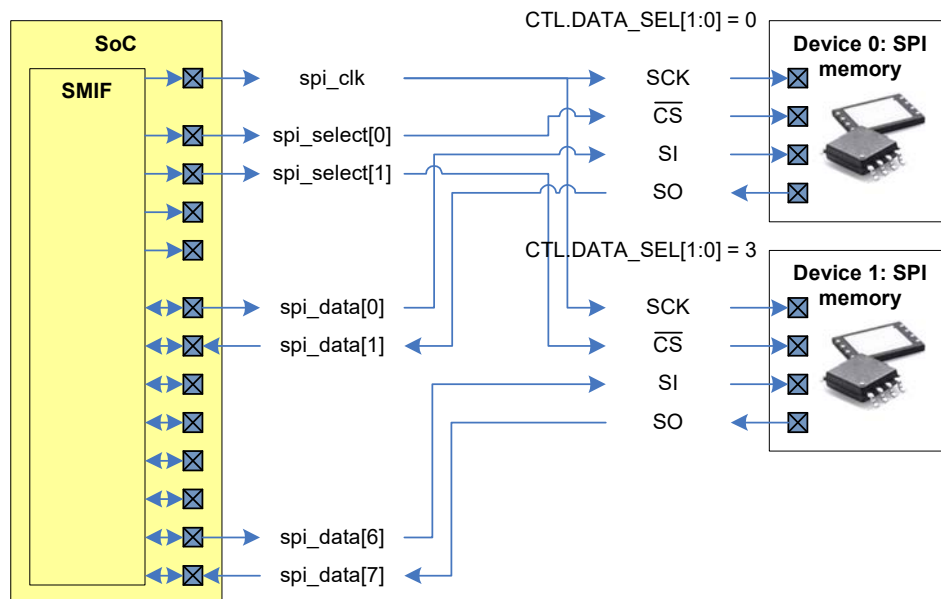 SoC
SMIF
CTL.DATA_SEL[1:0] = 0
Device 0: SPI
memory
spi_clk
SCK
spi_select[0]
CS
spi_select[1]
SI
SO
CTL.DATA_SEL[1:0] = 3
Device 1: SPI
memory
spi_data[0]
SCK
spi_data[1]
CS
SI
SO
spi_data[6]
spi_data[7]